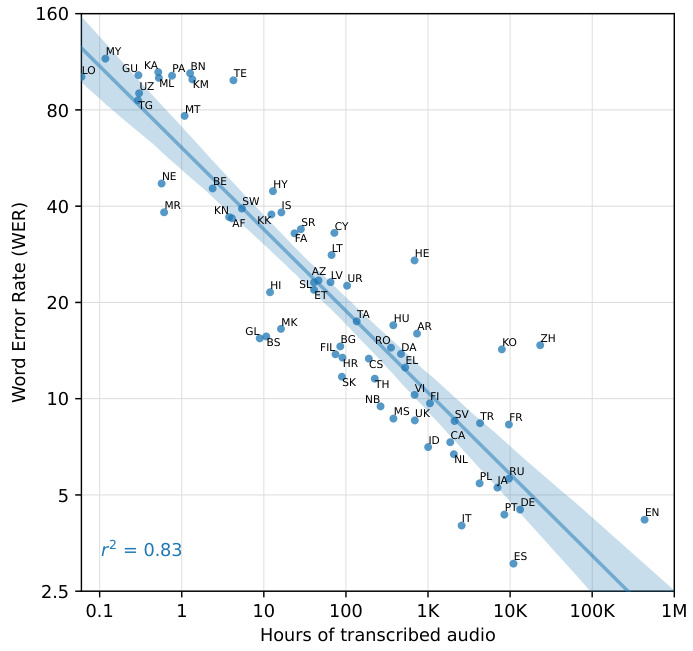 160
80
40
20
10
5
2.5
Word Error Rate (WER)
MY
LO
GU
KA
PA
BN
TE
ML
KM
UZ
TG
MT
NE
BE
HY
MR
SW
IS
KN
AF
KK
SR
CY
FA
LT
HE
AZ
LV
UR
SL
ET
HI
TA
MK
HU
AR
GL
BS
BG
RO
DA
KO
ZH
FIL
HR
CS
EL
SK
TH
VI
FI
NB
MS
UK
SV
TR
FR
ID
CA
NL
PL
JA
RU
PT
DE
IT
EN
ES
r² = 0.83
0.1 1 10 100 1K 10K 100K 1M
Hours of transcribed audio